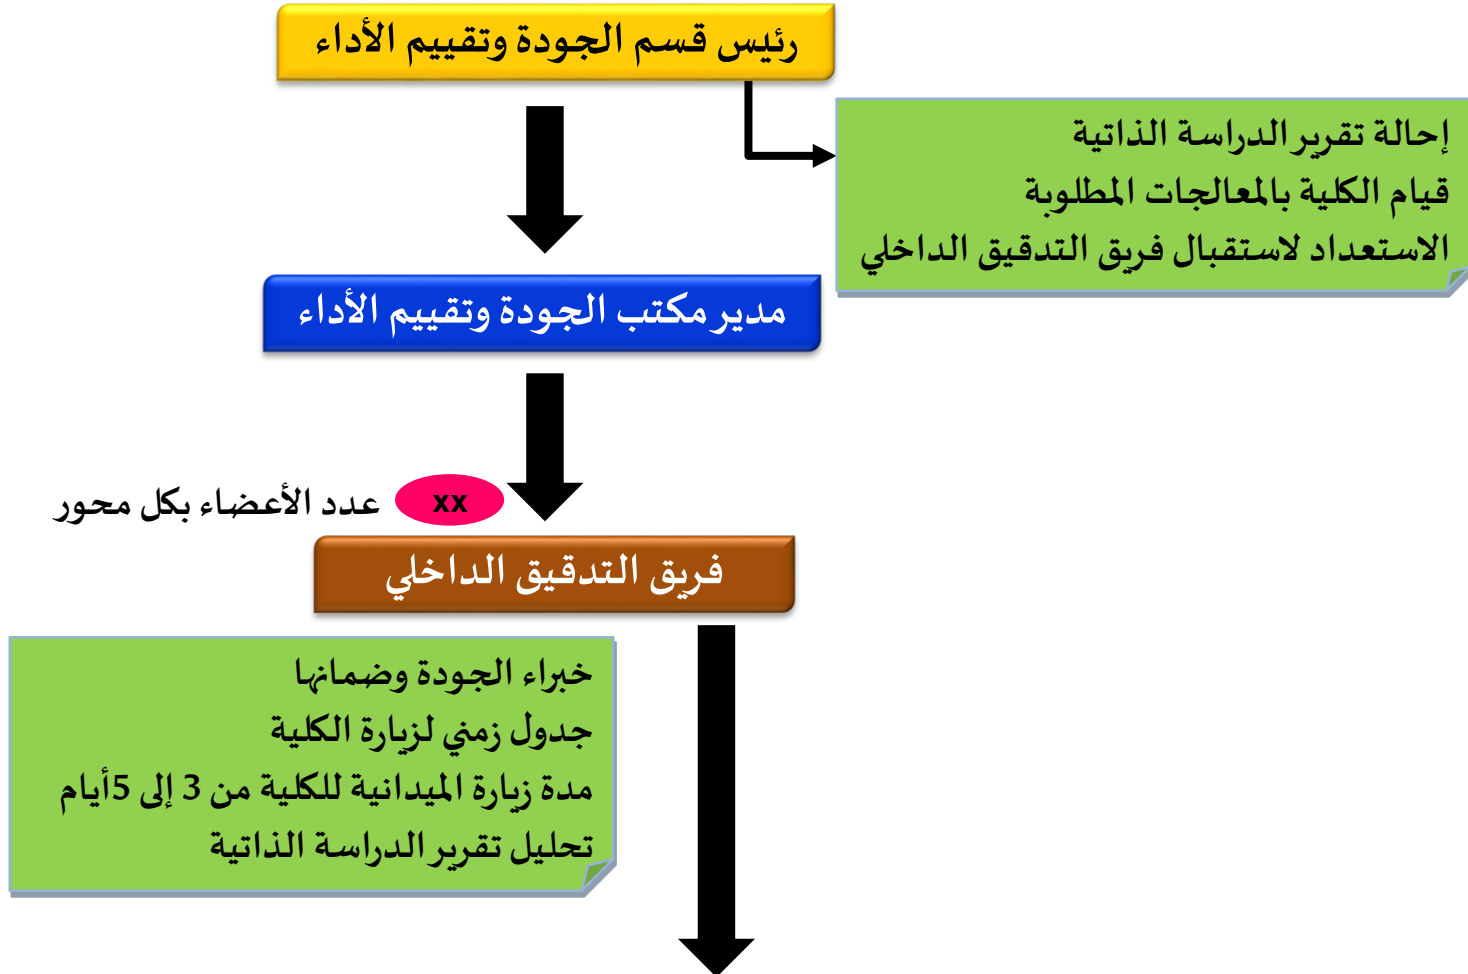 رئيس قسم الجودة وتقييم الأداء
إحالة تقرير الدراسة الذاتية
قيام الكلية بالمعالجات المطلوبة
الاستعداد لاستقبال فريق التدقيق الداخلي
مدير مكتب الجودة وتقييم الأداء
xx عدد الأعضاء بكل محور
فريق التدقيق الداخلي
خبراء الجودة وضمانها
جدول زمني لزيارة الكلية
مدة زيارة الميدانية للكلية من 3 إلى 5أيام
تحليل تقرير الدراسة الذاتية